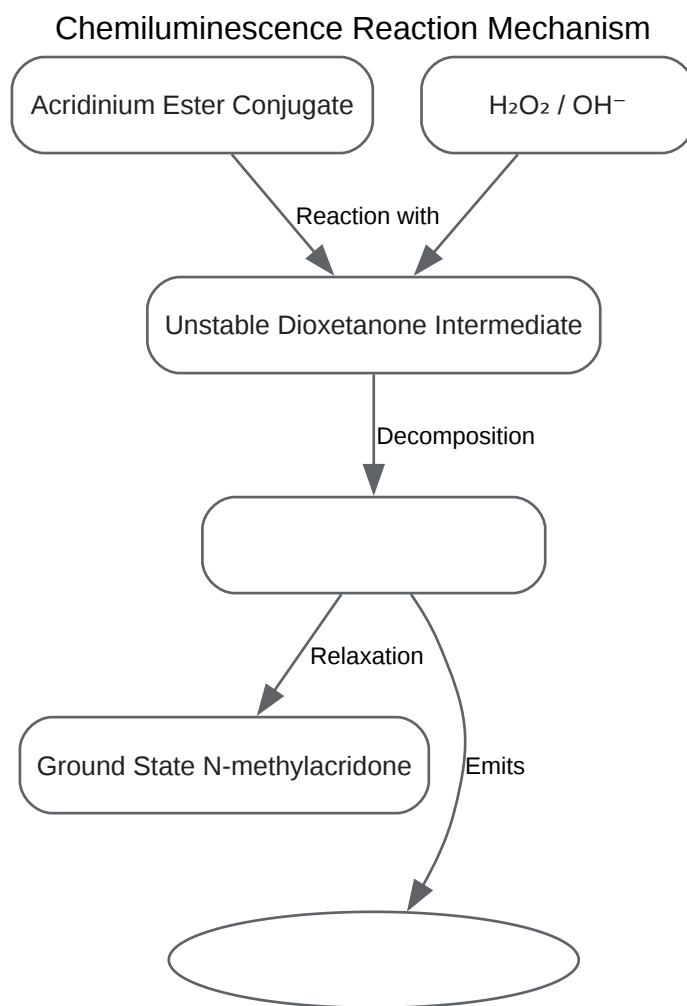 Chemiluminescence Reaction Mechanism
Acridinium Ester Conjugate
H₂O₂ / OH⁻
Reaction with
Unstable Dioxetanone Intermediate
Decomposition
Relaxation
Ground State N-methylacridone
Emits